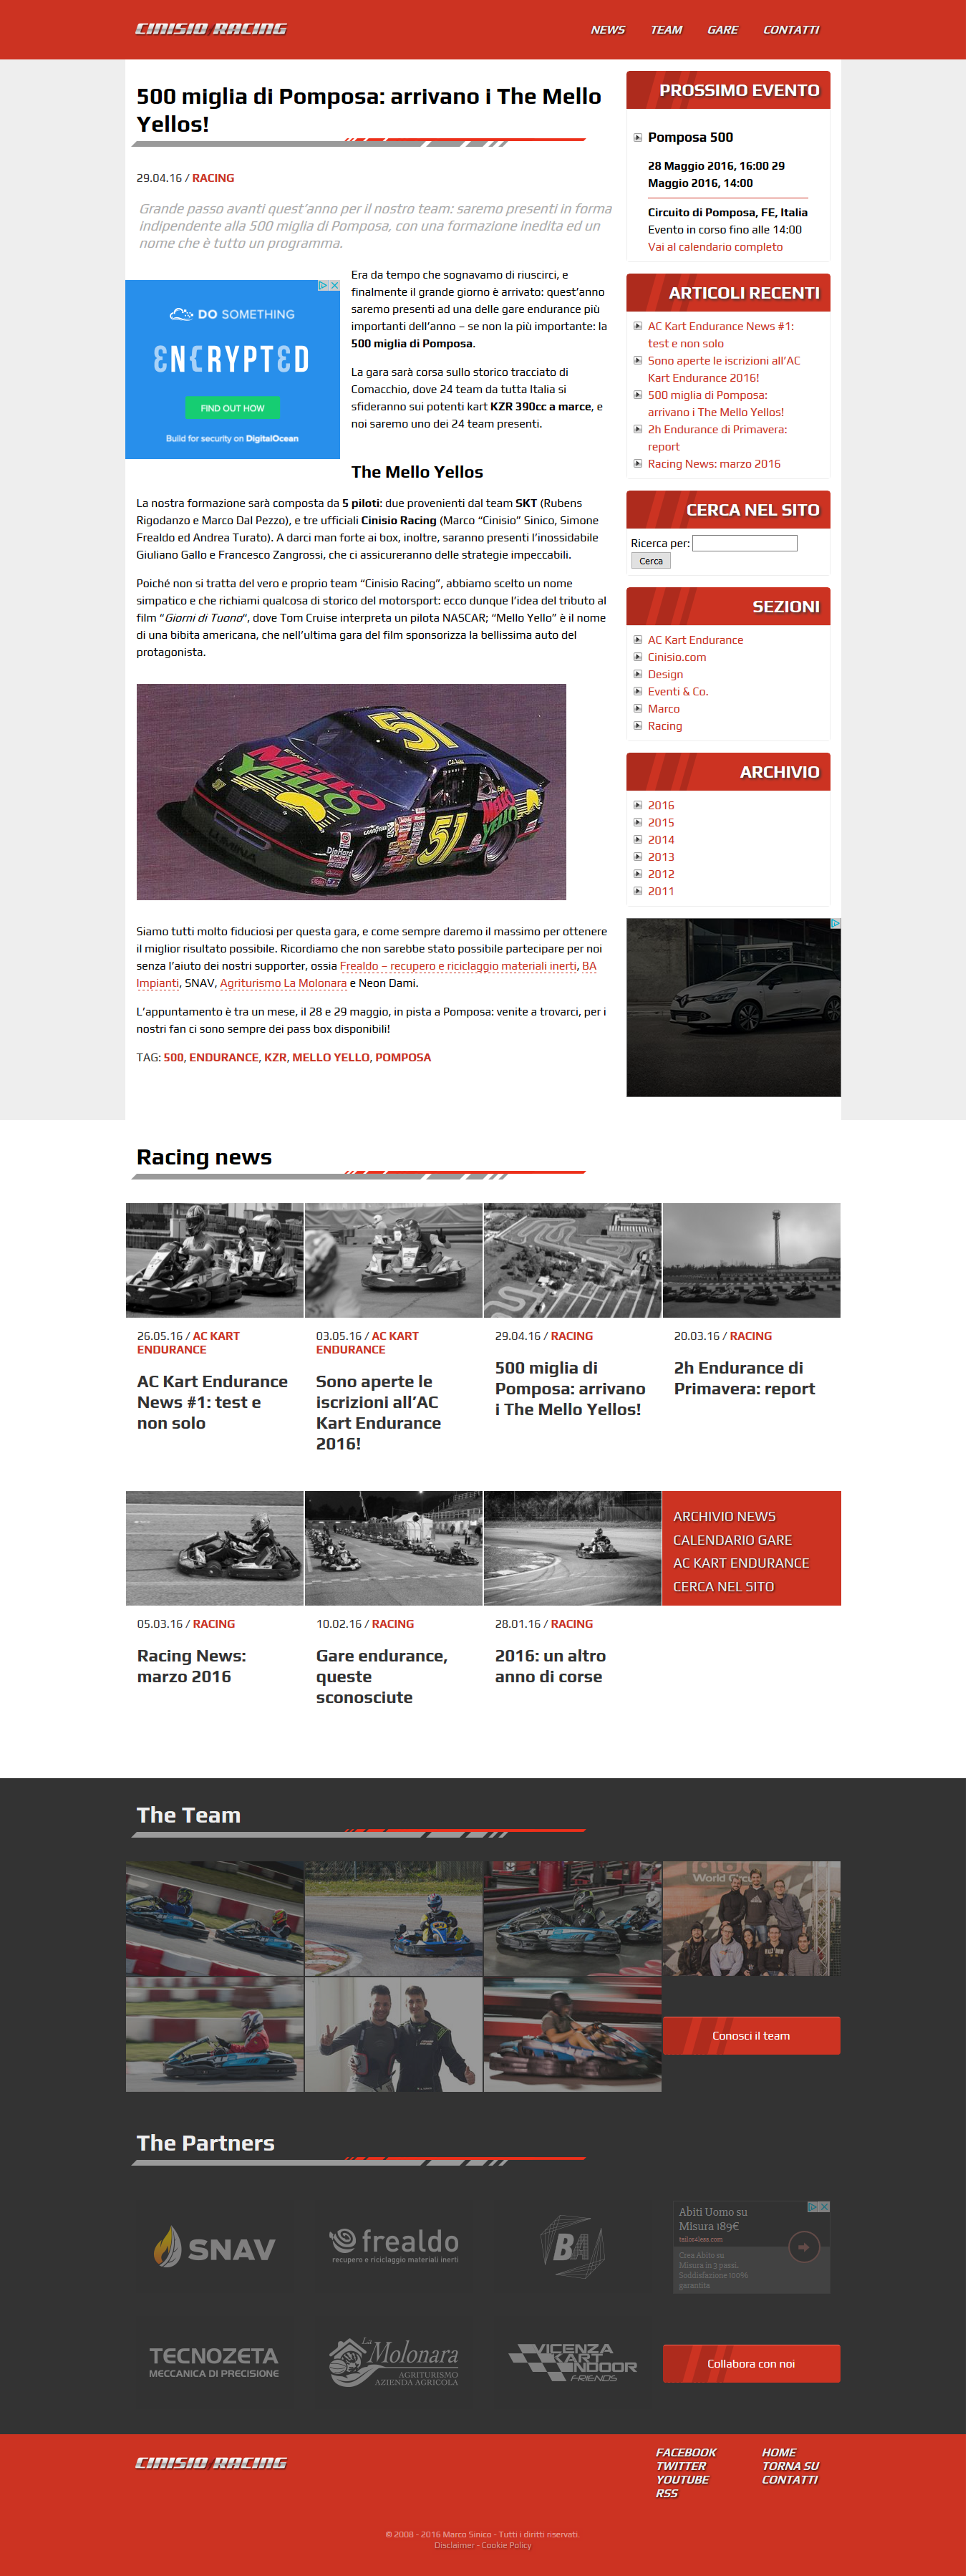 CINISIO RACING
NEWS TEAM GARE CONTATTI
500 miglia di Pomposa: arrivano i The Mello
Yellos!
29.04.16 / RACING
Grande passo avanti quest'anno per il nostro team: saremo presenti in forma
indipendente alla 500 miglia di Pomposa, con una formazione inedita ed un
nome che è tutto un programma.
DO SOMETHING
ENCRYPTED
FIND OUT HOW
Build for security on DigitalOcean
Era da tempo che sognavamo di riuscirci, e
finalmente il grande giorno è arrivato: quest'anno
saremo presenti ad una delle gare endurance più
importanti dell'anno – se non la più importante: la
500 miglia di Pomposa.
La gara sarà corsa sullo storico tracciato di
Comacchio, dove 24 team da tutta Italia si
sfideranno sui potenti kart KZR 390cc a marce, e
noi saremo uno dei 24 team presenti.
The Mello Yellos
La nostra formazione sarà composta da 5 piloti: due provenienti dal team SKT (Rubens
Rigodanzo e Marco Dal Pezzo), e tre ufficiali Cinisio Racing (Marco “Cinisio” Sinico, Simone
Frealdo ed Andrea Turato). A darci man forte ai box, inoltre, saranno presenti l'inossidabile
Giuliano Gallo e Francesco Zangrossi, che ci assicureranno delle strategie impeccabili.
Poiché non si tratta del vero e proprio team “Cinisio Racing”, abbiamo scelto un nome
simpatico e che richiami qualcosa di storico del motorsport: ecco dunque l'idea del tributo al
film “Giorni di Tuono“, dove Tom Cruise interpreta un pilota NASCAR; “Mello Yello” è il nome
di una bibita americana, che nell'ultima gara del film sponsorizza la bellissima auto del
protagonista.
51
MELLO
YELLO
51
MELLO
YELLO
DieHard
LUMINA
Siamo tutti molto fiduciosi per questa gara, e come sempre daremo il massimo per ottenere
il miglior risultato possibile. Ricordiamo che non sarebbe stato possibile partecipare per noi
senza l'aiuto dei nostri supporter, ossia Frealdo – recupero e riciclaggio materiali inerti, BA
Impianti, SNAV, Agriturismo La Molonara e Neon Dami.
L'appuntamento è tra un mese, il 28 e 29 maggio, in pista a Pomposa: venite a trovarci, per i
nostri fan ci sono sempre dei pass box disponibili!
TAG: 500, ENDURANCE, KZR, MELLO YELLO, POMPOSA
PROSSIMO EVENTO
Pomposa 500
28 Maggio 2016, 16:00 29
Maggio 2016, 14:00
Circuito di Pomposa, FE, Italia
Evento in corso fino alle 14:00
Vai al calendario completo
ARTICOLI RECENTI
AC Kart Endurance News #1:
test e non solo
Sono aperte le iscrizioni all'AC
Kart Endurance 2016!
500 miglia di Pomposa:
arrivano i The Mello Yellos!
2h Endurance di Primavera:
report
Racing News: marzo 2016
CERCA NEL SITO
Ricerca per:
Cerca
SEZIONI
AC Kart Endurance
Cinisio.com
Design
Eventi & Co.
Marco
Racing
ARCHIVIO
2016
2015
2014
2013
2012
2011
Racing news
26.05.16 / AC KART
ENDURANCE
AC Kart Endurance
News #1: test e
non solo
03.05.16 / AC KART
ENDURANCE
Sono aperte le
iscrizioni all'AC
Kart Endurance
2016!
29.04.16 / RACING
500 miglia di
Pomposa: arrivano
i The Mello Yellos!
20.03.16 / RACING
2h Endurance di
Primavera: report
05.03.16 / RACING
Racing News:
marzo 2016
10.02.16 / RACING
Gare endurance,
queste
sconosciute
28.01.16 / RACING
2016: un altro
anno di corse
ARCHIVIO NEWS
CALENDARIO GARE
AC KART ENDURANCE
CERCA NEL SITO
The Team
World Circuit
Conosci il team
The Partners
SNAV
frealdo
recupero e riciclaggio materiali inerti
BA
Abiti Uomo su
Misura 189€
tailor4less.com
Crea Abito su
Misura in 3 passi.
Soddisfazione 100%
garantita
TECNOZETA
MECCANICA DI PRECISIONE
La Molonara
AGRITURISMO
AZIENDA AGRICOLA
VICENZA
KART
INDOOR
FRIENDS
Collabora con noi
CINISIO RACING
FACEBOOK
TWITTER
YOUTUBE
RSS
HOME
TORNA SU
CONTATTI
© 2008 - 2016 Marco Sinico - Tutti i diritti riservati.
Disclaimer - Cookie Policy